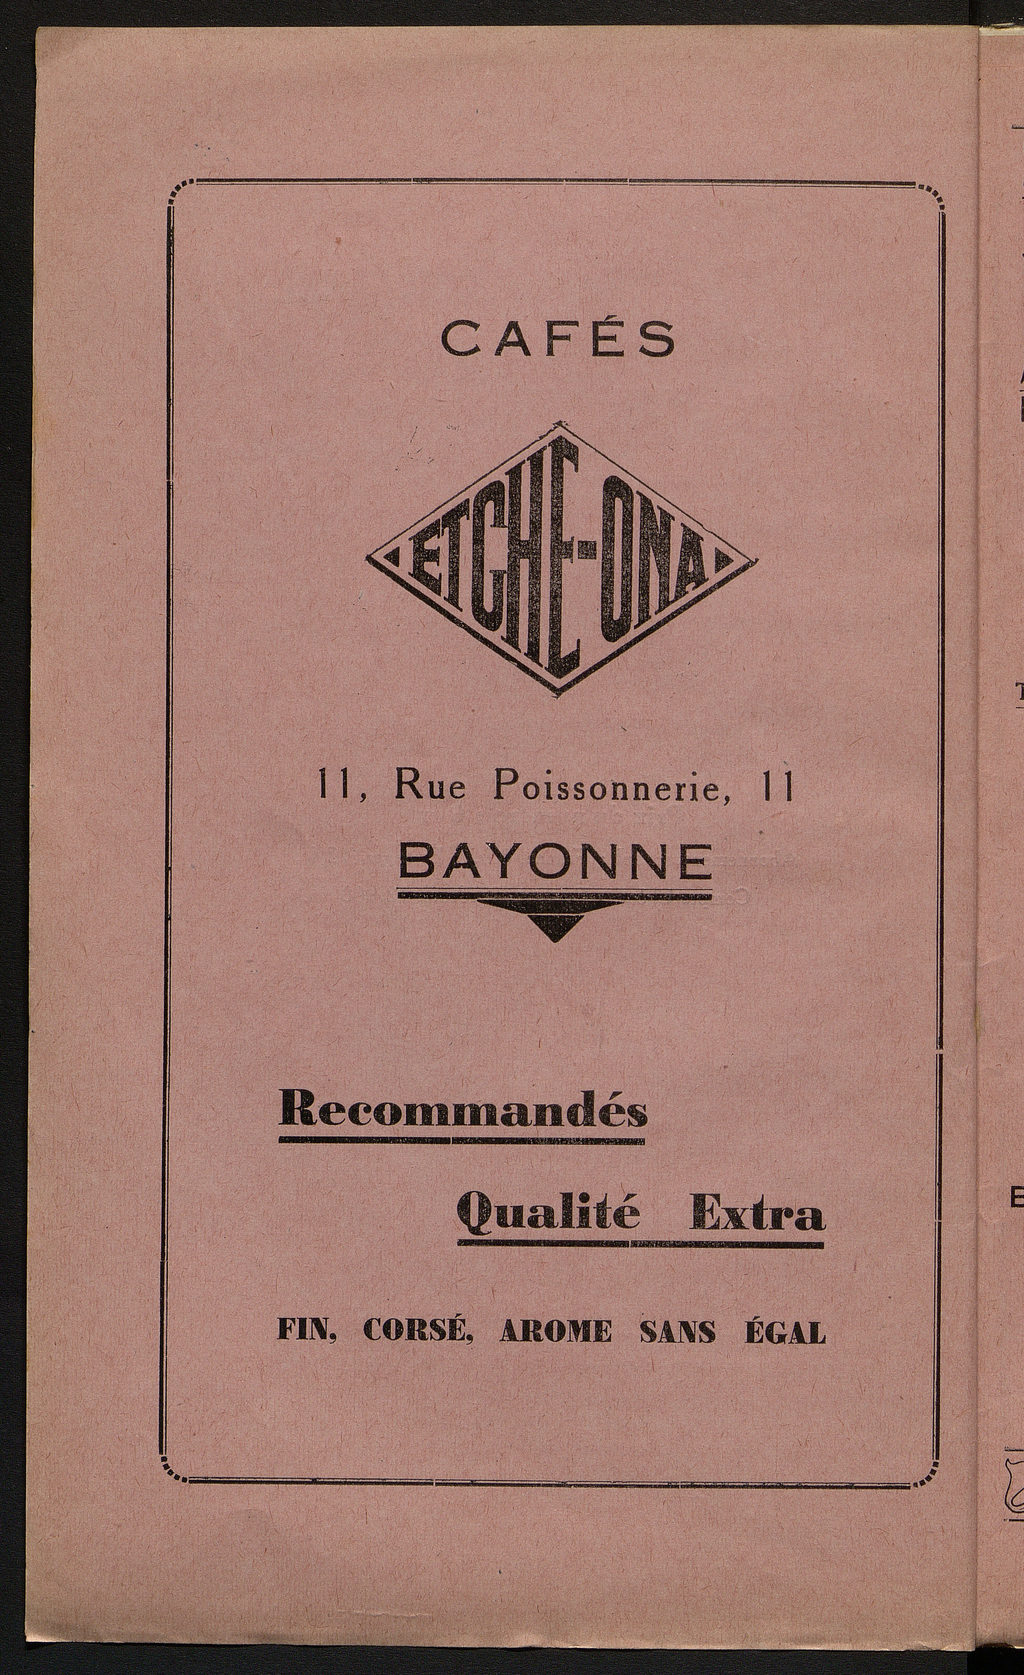 CAFÉS
ETCHE-ONA
11, Rue Poissonnerie, 11
BAYONNE
Recommandés
Qualité Extra
FIN, CORSÉ, AROME SANS ÉGAL